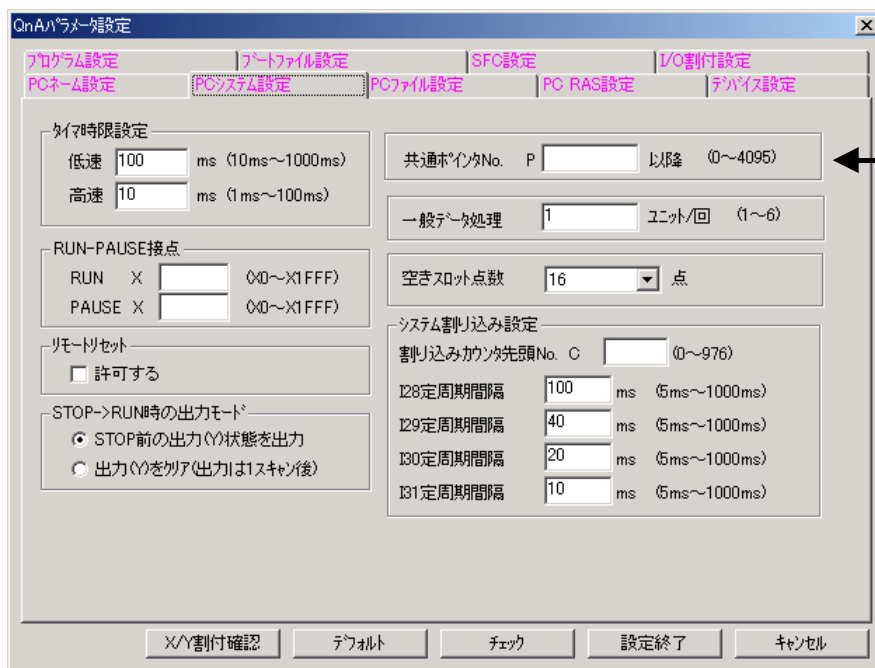 QnAパラメータ設定
プログラム設定 ブートファイル設定 SFC設定 I/O割付設定
PCネーム設定 PCシステム設定 PCファイル設定 PC RAS設定 デバイス設定
タイマ時限設定
低速 100 ms (10ms～1000ms)
高速 10 ms (1ms～100ms)
RUN-PAUSE接点
RUN X (X0～X1FFF)
PAUSE X (X0～X1FFF)
リモートリセット
許可する
STOP->RUN時の出力モード
STOP前の出力(Y)状態を出力
出力(Y)をクリア(出力は1スキャン後)
共通ポインタNo. P 以降 (0～4095)
一般データ処理 1 ユニット/回 (1～6)
空きスロット点数 16 点
システム割り込み設定
割り込みカウンタ先頭No. C (0～976)
I28定周期間隔 100 ms (5ms～1000ms)
I29定周期間隔 40 ms (5ms～1000ms)
I30定周期間隔 20 ms (5ms～1000ms)
I31定周期間隔 10 ms (5ms～1000ms)
X/Y割付確認 デフォルト チェック 設定終了 キャンセル